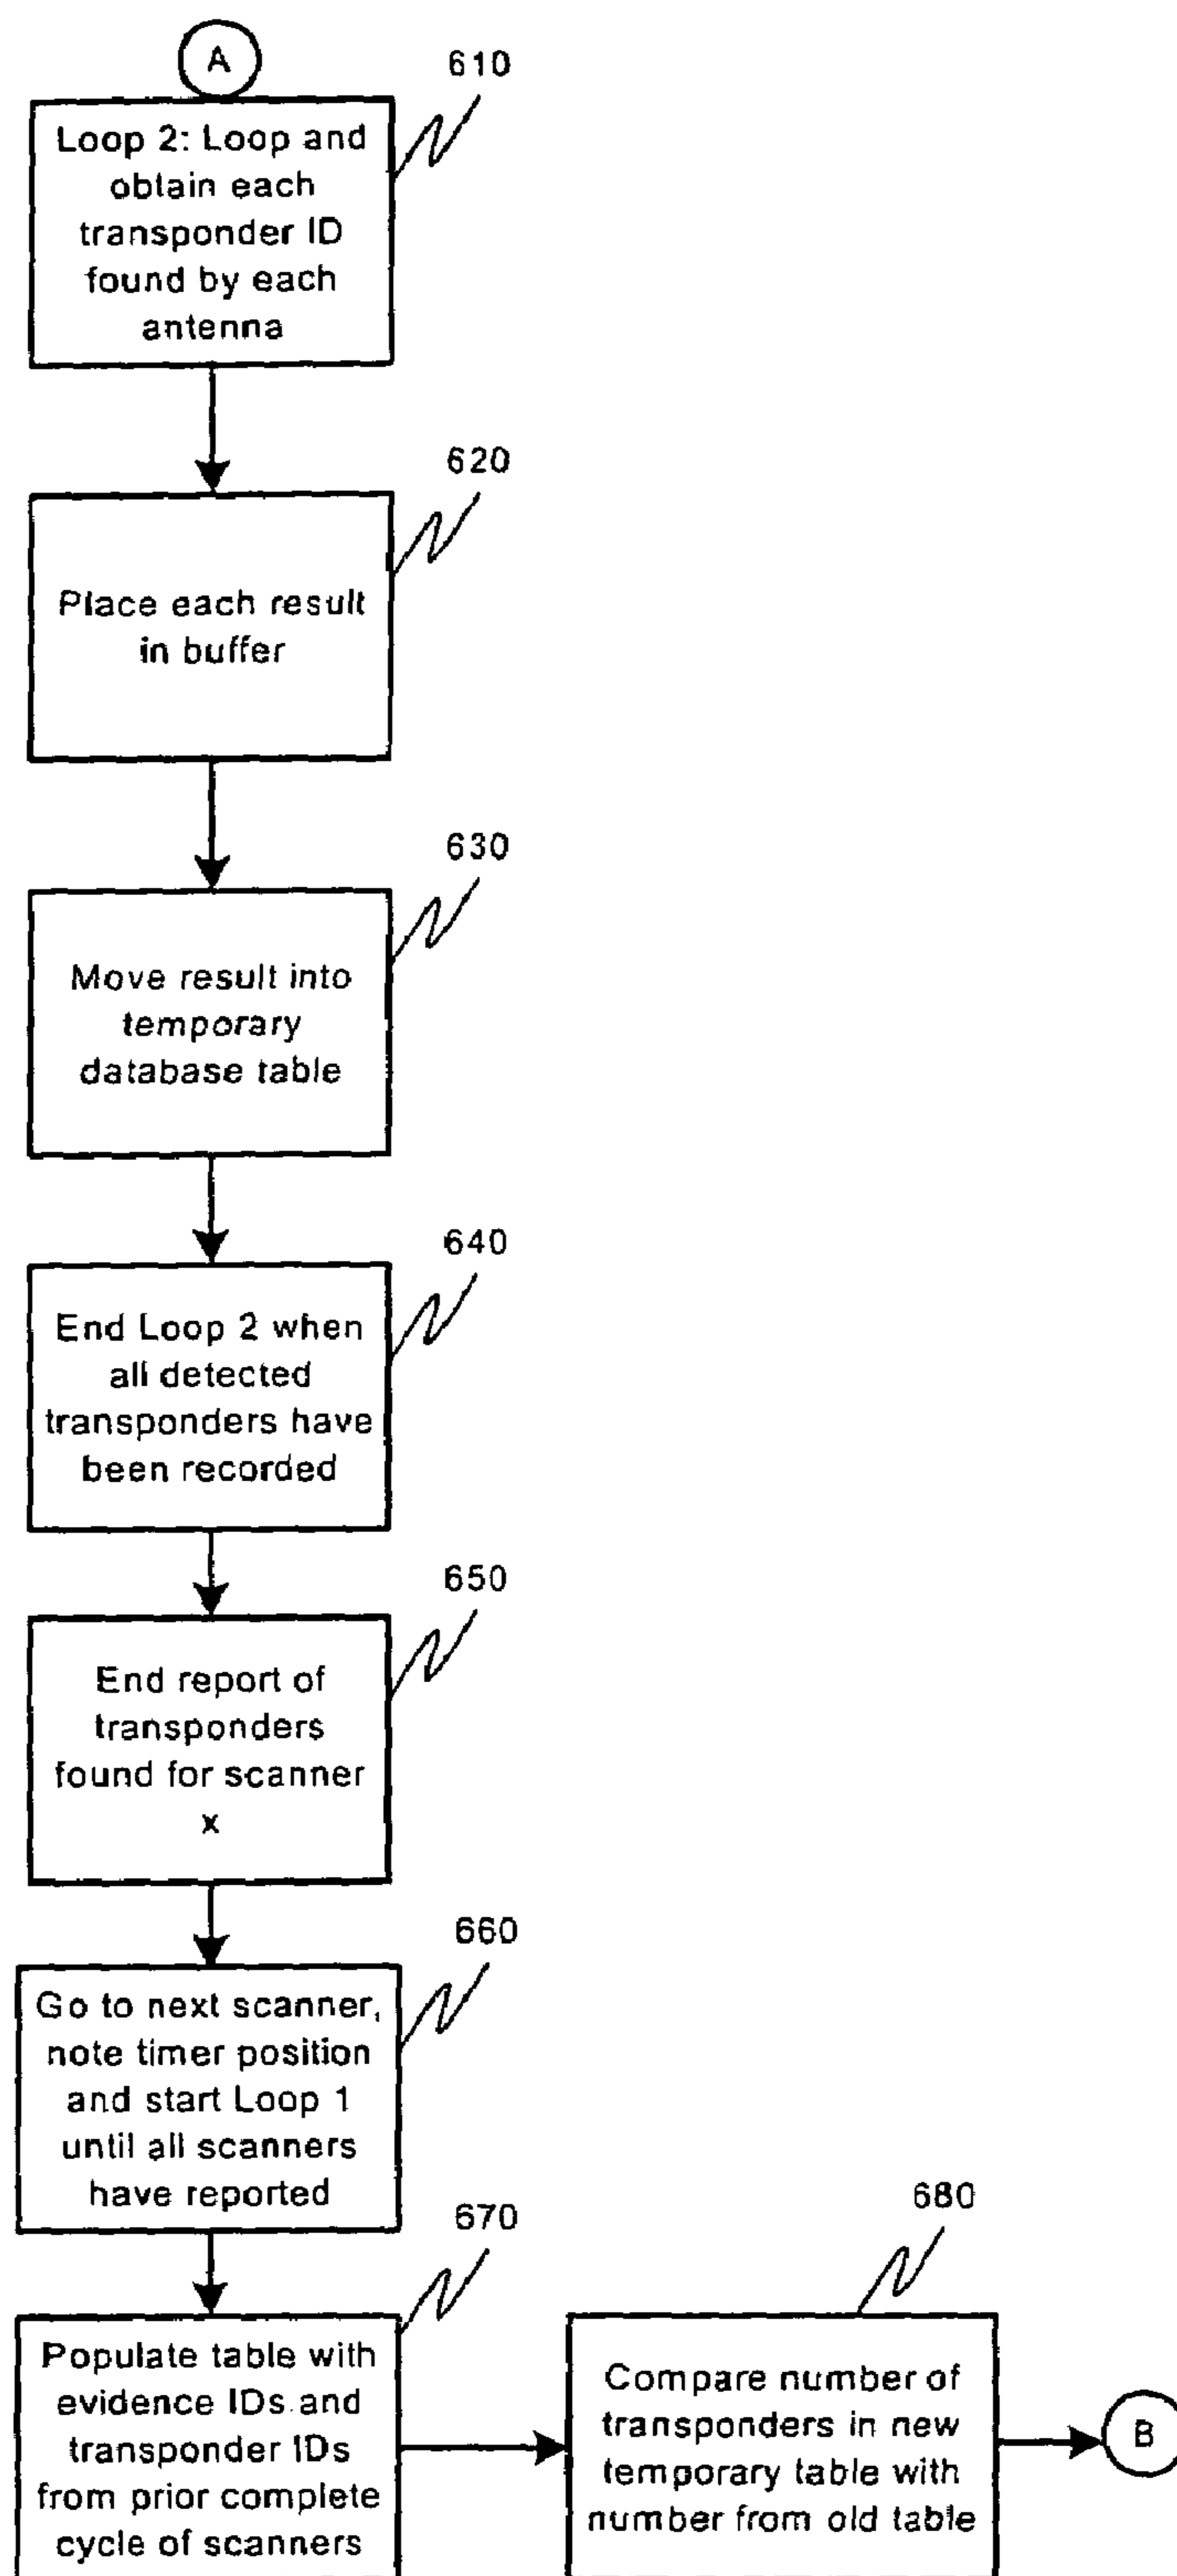 A
610
Loop 2: Loop and
obtain each
transponder ID
found by each
antenna
620
Place each result
in buffer
630
Move result into
temporary
database table
640
End Loop 2 when
all detected
transponders have
been recorded
650
End report of
transponders
found for scanner
x
660
Go to next scanner,
note timer position
and start Loop 1
until all scanners
have reported
670
Populate table with
evidence IDs and
transponder IDs
from prior complete
cycle of scanners
680
Compare number of
transponders in new
temporary table with
number from old table
B